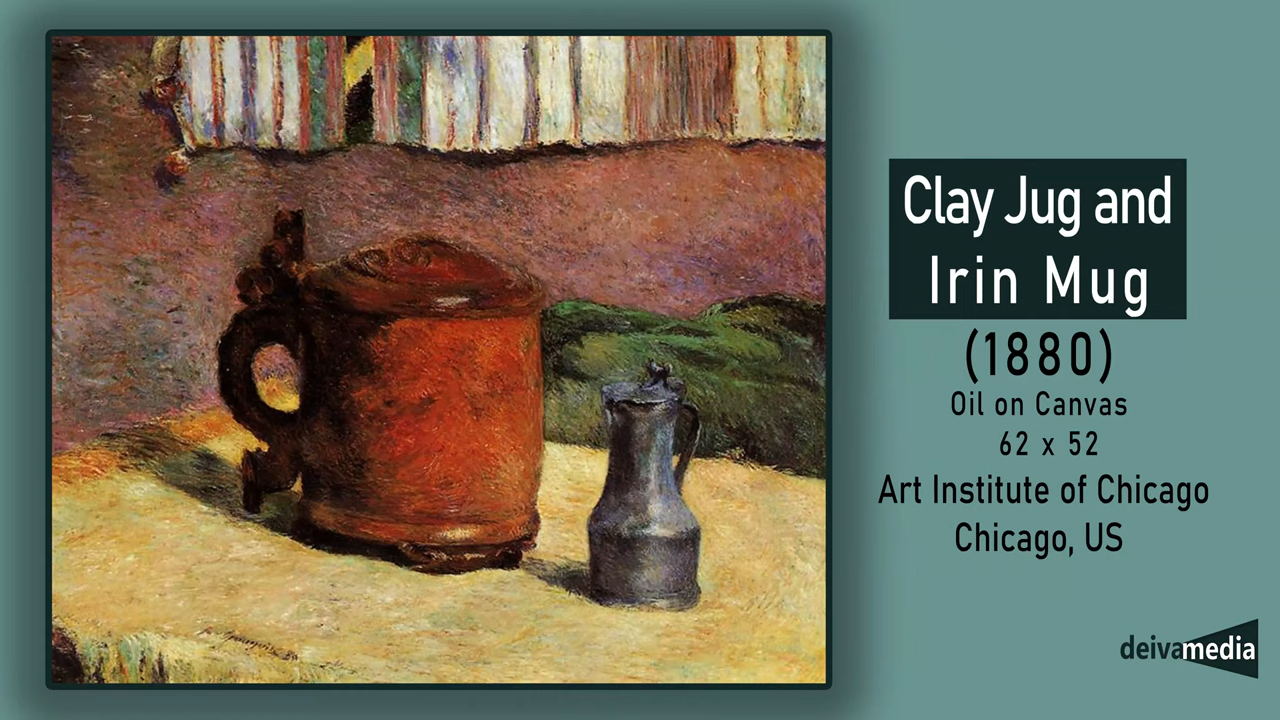 Clay Jug and
Irin Mug
(1880)
Oil on Canvas
62 x 52
Art Institute of Chicago
Chicago, US
deivamedia